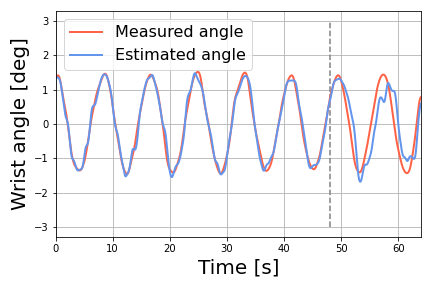 Measured angle
Estimated angle
Wrist angle [deg]
3
2
1
0
−1
−2
−3
0 10 20 30 40 50 60
Time [s]